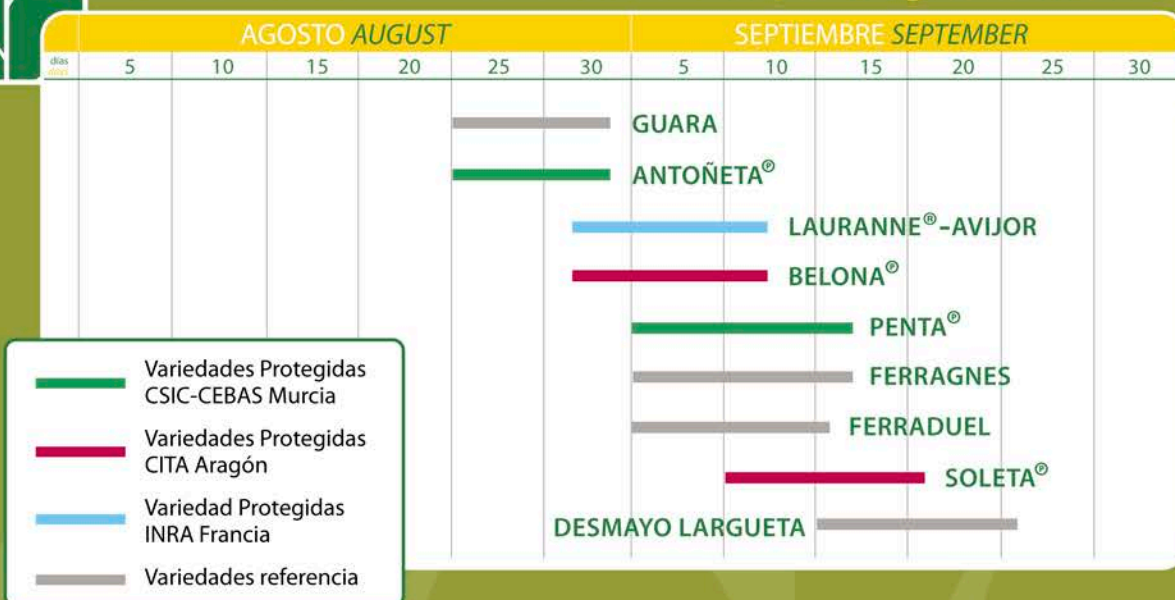 AGOSTO AUGUST SEPTIEMBRE SEPTEMBER
días 5 10 15 20 25 30 5 10 15 20 25 30
days
GUARA
ANTOÑETA℗
LAURANNE®-AVIJOR
BELONA℗
PENTA℗
FERRAGNES
FERRADUEL
SOLETA℗
DESMAYO LARGUETA
Variedades Protegidas
CSIC-CEBAS Murcia
Variedades Protegidas
CITA Aragón
Variedad Protegidas
INRA Francia
Variedades referencia